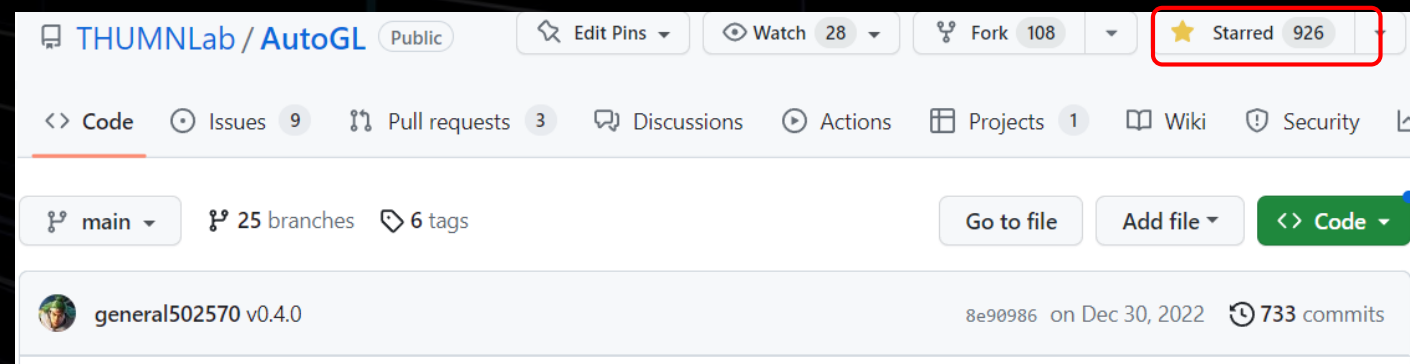 THUMNLab / AutoGL Public Edit Pins Watch 28 Fork 108 Starred 926
Code Issues 9 Pull requests 3 Discussions Actions Projects 1 Wiki Security
main 25 branches 6 tags Go to file Add file Code
general502570 v0.4.0 8e90986 on Dec 30, 2022 733 commits